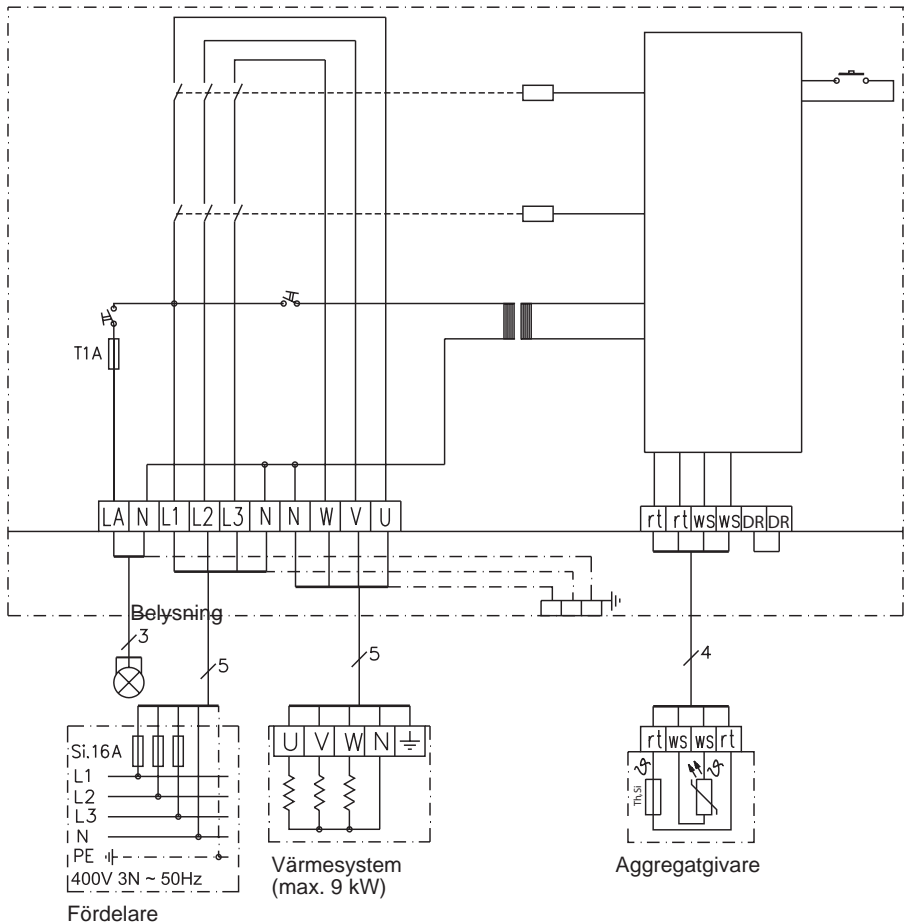 T1A
LA N L1 L2 L3 N N W V U
rt rt ws ws DR DR
Belysning
3
5
5
4
Si.16A
L1
L2
L3
N
PE
400V 3N ~ 50Hz
Fördelare
U V W N
Värmesystem
(max. 9 kW)
rt ws ws rt
Th,Si
ϑ
ϑ
Aggregatgivare